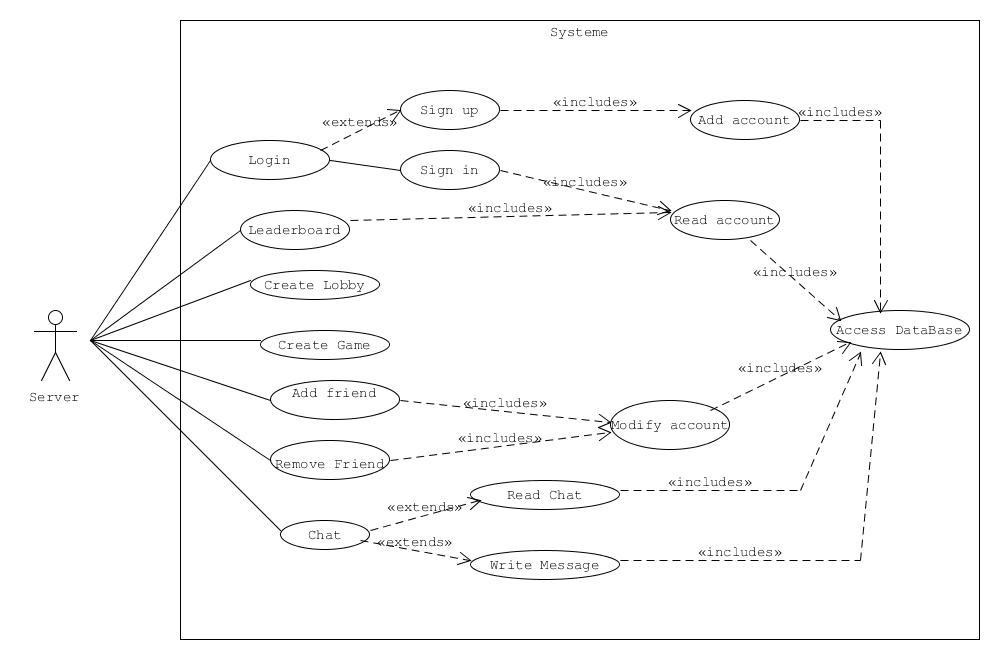 Systeme
Sign up
«includes»
Add account
«includes»
«extends»
Login
Sign in
«includes»
Leaderboard
«includes»
Read account
«includes»
Create Lobby
Access DataBase
Create Game
Server
Add friend
«includes»
«includes»
Modify account
Remove Friend
«includes»
Read Chat
«includes»
«extends»
Chat
«extends»
Write Message
«includes»